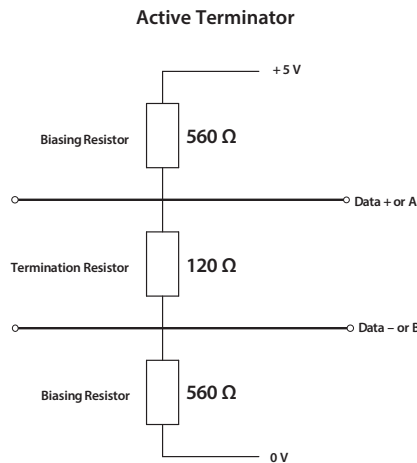 Active Terminator
+ 5 V
Biasing Resistor
560 Ω
Data + or A
Termination Resistor
120 Ω
Data – or B
Biasing Resistor
560 Ω
0 V